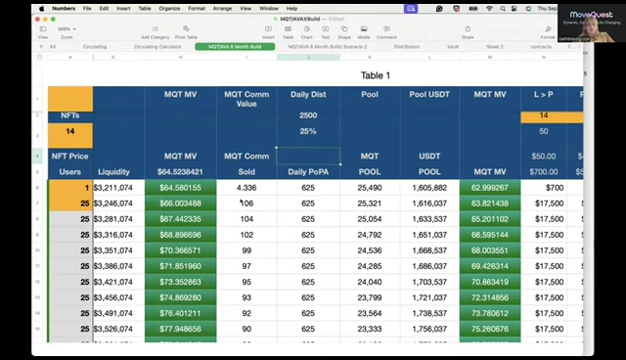 Numbers File Edit Insert Table Organize Format Arrange View Window Help
MQT/AVAXBuild
Edited
View Zoom Add Category Pivot Table Insert Table Chart Text Shape Media Comment Share Format
All Circulating Circulating Calculator MQT/AVA 6 Month Build MQT/AVA 6 Month Build Scenario 2 Distribution Vault Sheet 2 contracts
MoveQuest
Table 1
MQT MV MQT Comm Value Daily Dist Pool Pool USDT MQT MV L > P
NFTs 2500 14
14 25% 50
NFT Price MQT MV MQT Comm MQT USDT $50.00
Users Liquidity $64.5238421 Sold Daily PoPA POOL POOL MQT MV $700.00
1 $3,211,074 $64.580155 4.336 625 25,490 1,605,882 62.999267 $700
25 $3,246,074 $66.003488 106 625 25,321 1,616,037 63.821438 $17,500
25 $3,281,074 $67.442335 104 625 25,054 1,633,537 65.201102 $17,500
25 $3,316,074 $68.896696 102 625 24,792 1,651,037 66.595144 $17,500
25 $3,351,074 $70.366571 99 625 24,536 1,668,537 68.003551 $17,500
25 $3,386,074 $71.851960 97 625 24,285 1,686,037 69.426314 $17,500
25 $3,421,074 $73.352863 95 625 24,040 1,703,537 70.863419 $17,500
25 $3,456,074 $74.869280 93 625 23,799 1,721,037 72.314856 $17,500
25 $3,491,074 $76.401211 92 625 23,564 1,738,537 73.780612 $17,500
25 $3,526,074 $77.948656 90 625 23,333 1,756,037 75.260676 $17,500